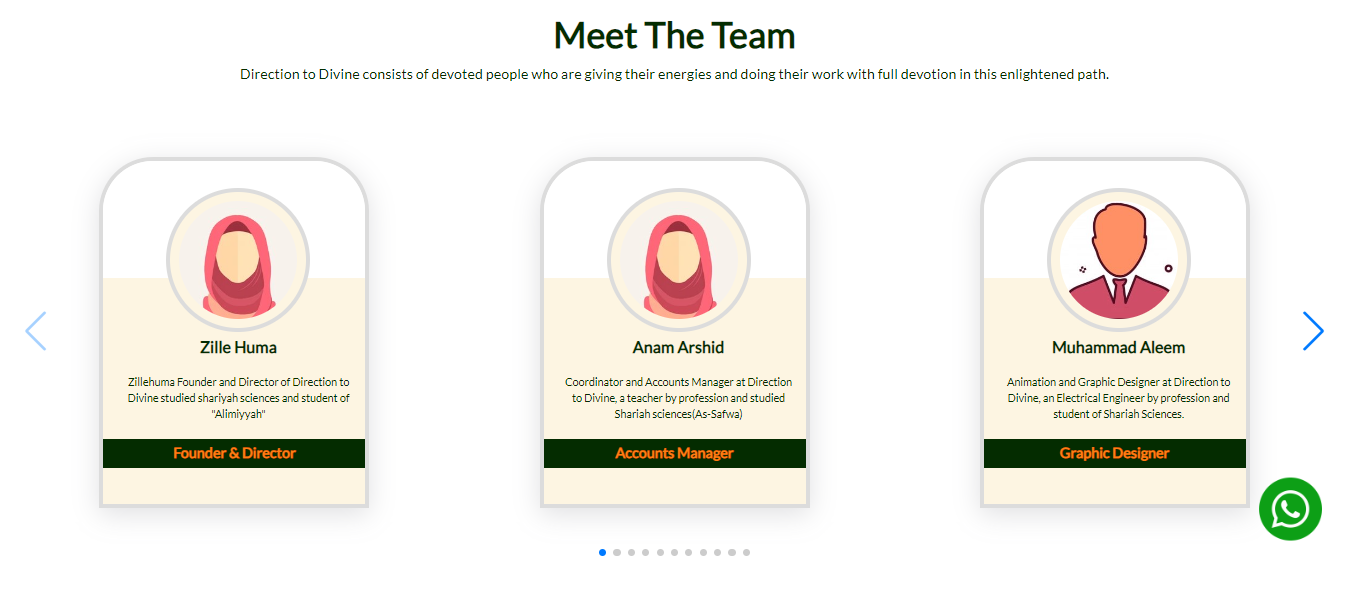 Meet The Team
Direction to Divine consists of devoted people who are giving their energies and doing their work with full devotion in this enlightened path.
Zille Huma
Zillehuma Founder and Director of Direction to
Divine studied shariyah sciences and student of
"Alimiyyah"
Founder & Director
Anam Arshid
Coordinator and Accounts Manager at Direction
to Divine, a teacher by profession and studied
Shariah sciences(As-Safwa)
Accounts Manager
Muhammad Aleem
Animation and Graphic Designer at Direction to
Divine, an Electrical Engineer by profession and
student of Shariah Sciences.
Graphic Designer